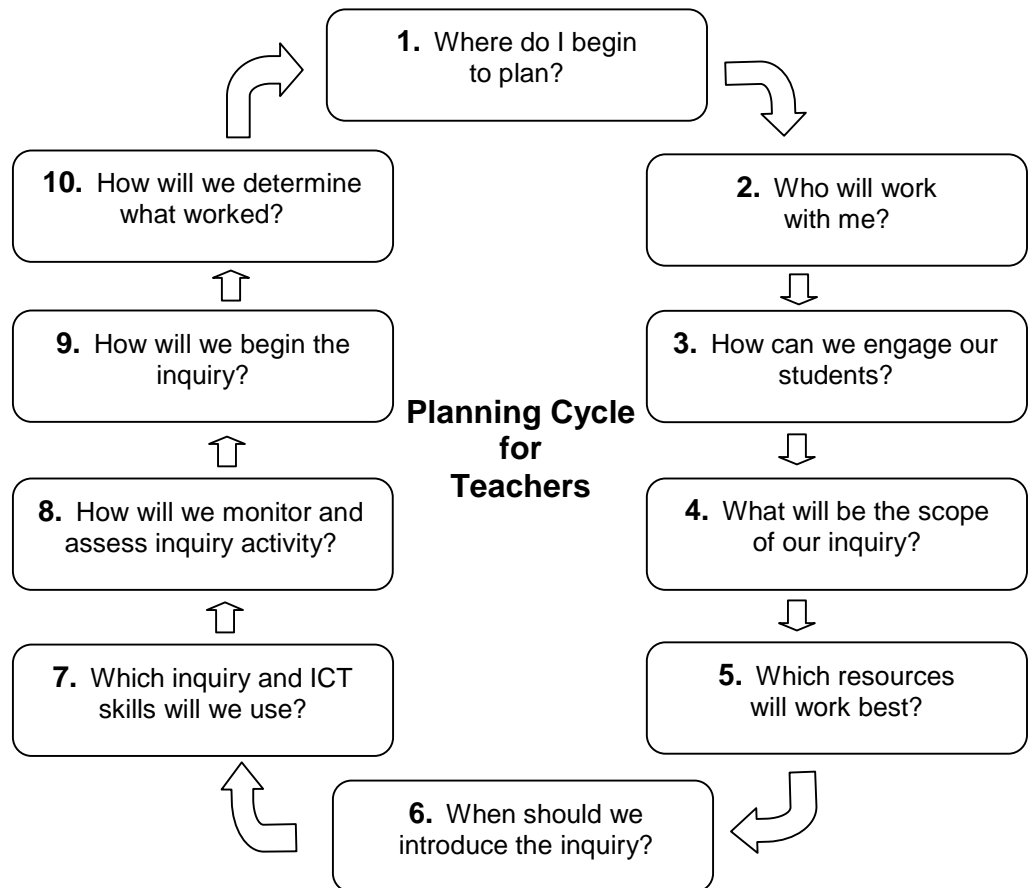 1. Where do I beg
to plan?
2. Who will work
with me?
3. How can we engage our
students?
4. What will be the scope
of our inquiry?
5. Which resources
will work best?
6. When should we
introduce the inquiry?
7. Which inquiry and ICT
skills will we use?
8. How will we monitor and
assess inquiry activity?
9. How will we begin the
inquiry?
10. How will we determine
what worked?
Planning Cycle
for
Teachers